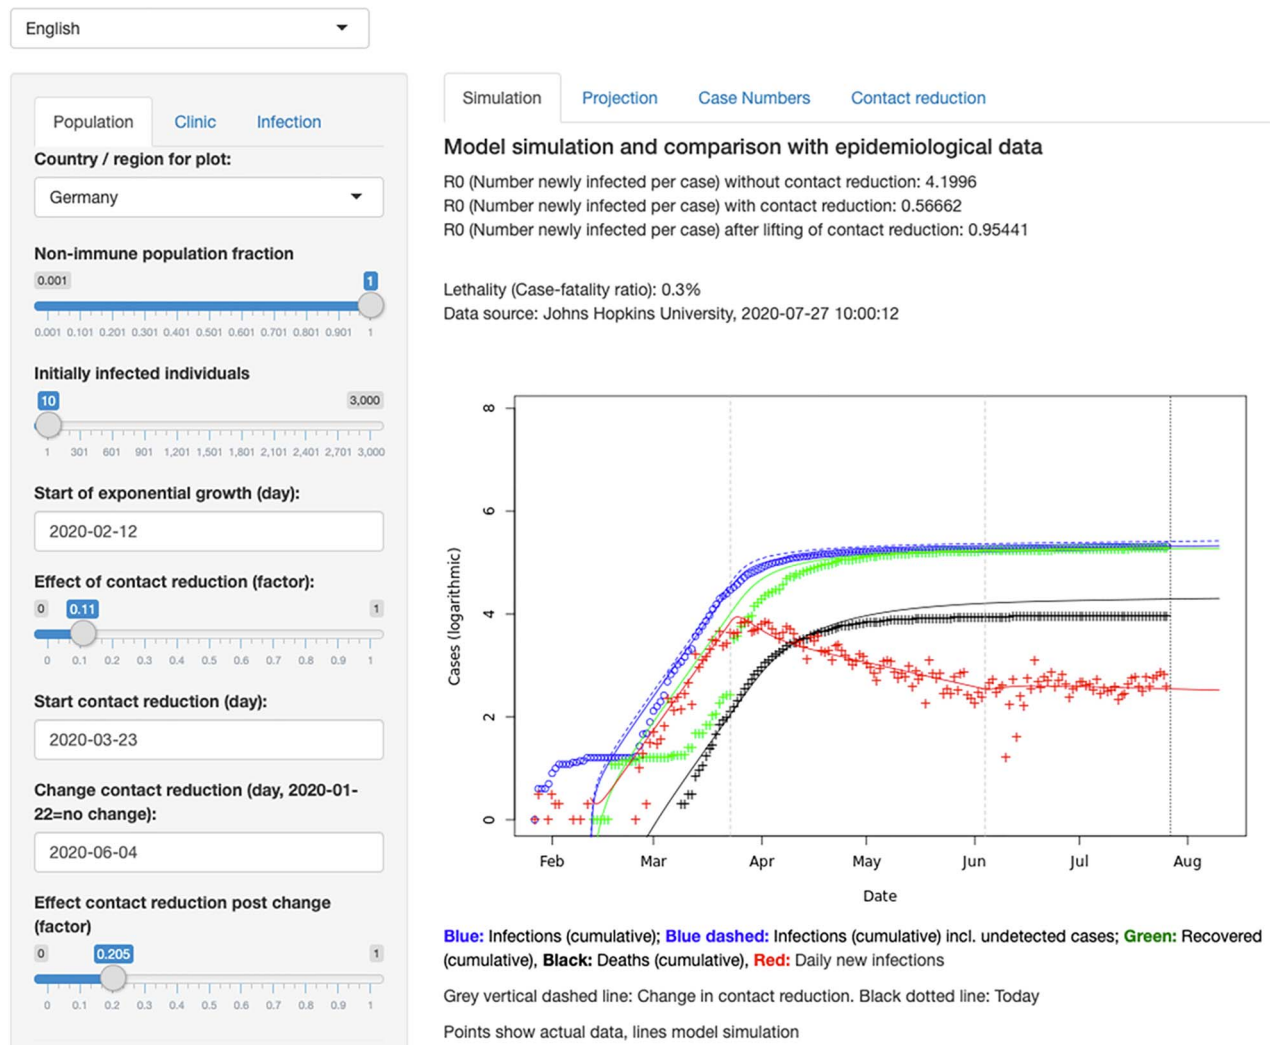 English
Population Clinic Infection
Country / region for plot:
Germany
Non-immune population fraction
0.001 1
0.001 0.101 0.201 0.301 0.401 0.501 0.601 0.701 0.801 0.901 1
Initially infected individuals
10 3,000
1 301 601 901 1,201 1,501 1,801 2,101 2,401 2,701 3,000
Start of exponential growth (day):
2020-02-12
Effect of contact reduction (factor):
0 0.11 1
0 0.1 0.2 0.3 0.4 0.5 0.6 0.7 0.8 0.9 1
Start contact reduction (day):
2020-03-23
Change contact reduction (day, 2020-01-
22=no change):
2020-06-04
Effect contact reduction post change
(factor)
0 0.205 1
0 0.1 0.2 0.3 0.4 0.5 0.6 0.7 0.8 0.9 1
Simulation Projection Case Numbers Contact reduction
Model simulation and comparison with epidemiological data
R0 (Number newly infected per case) without contact reduction: 4.1996
R0 (Number newly infected per case) with contact reduction: 0.56662
R0 (Number newly infected per case) after lifting of contact reduction: 0.95441
Lethality (Case-fatality ratio): 0.3%
Data source: Johns Hopkins University, 2020-07-27 10:00:12
Cases (logarithmic)
8
6
4
2
0
Feb Mar Apr May Jun Jul Aug
Date
Blue: Infections (cumulative); Blue dashed: Infections (cumulative) incl. undetected cases; Green: Recovered
(cumulative), Black: Deaths (cumulative), Red: Daily new infections
Grey vertical dashed line: Change in contact reduction. Black dotted line: Today
Points show actual data, lines model simulation